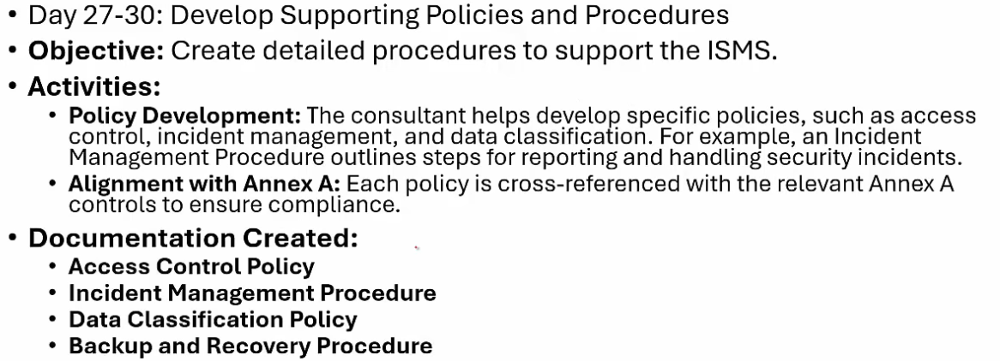 • Day 27-30: Develop Supporting Policies and Procedures
• Objective: Create detailed procedures to support the ISMS.
• Activities:
• Policy Development: The consultant helps develop specific policies, such as access
control, incident management, and data classification. For example, an Incident
Management Procedure outlines steps for reporting and handling security incidents.
• Alignment with Annex A: Each policy is cross-referenced with the relevant Annex A
controls to ensure compliance.
• Documentation Created:
• Access Control Policy
• Incident Management Procedure
• Data Classification Policy
• Backup and Recovery Procedure